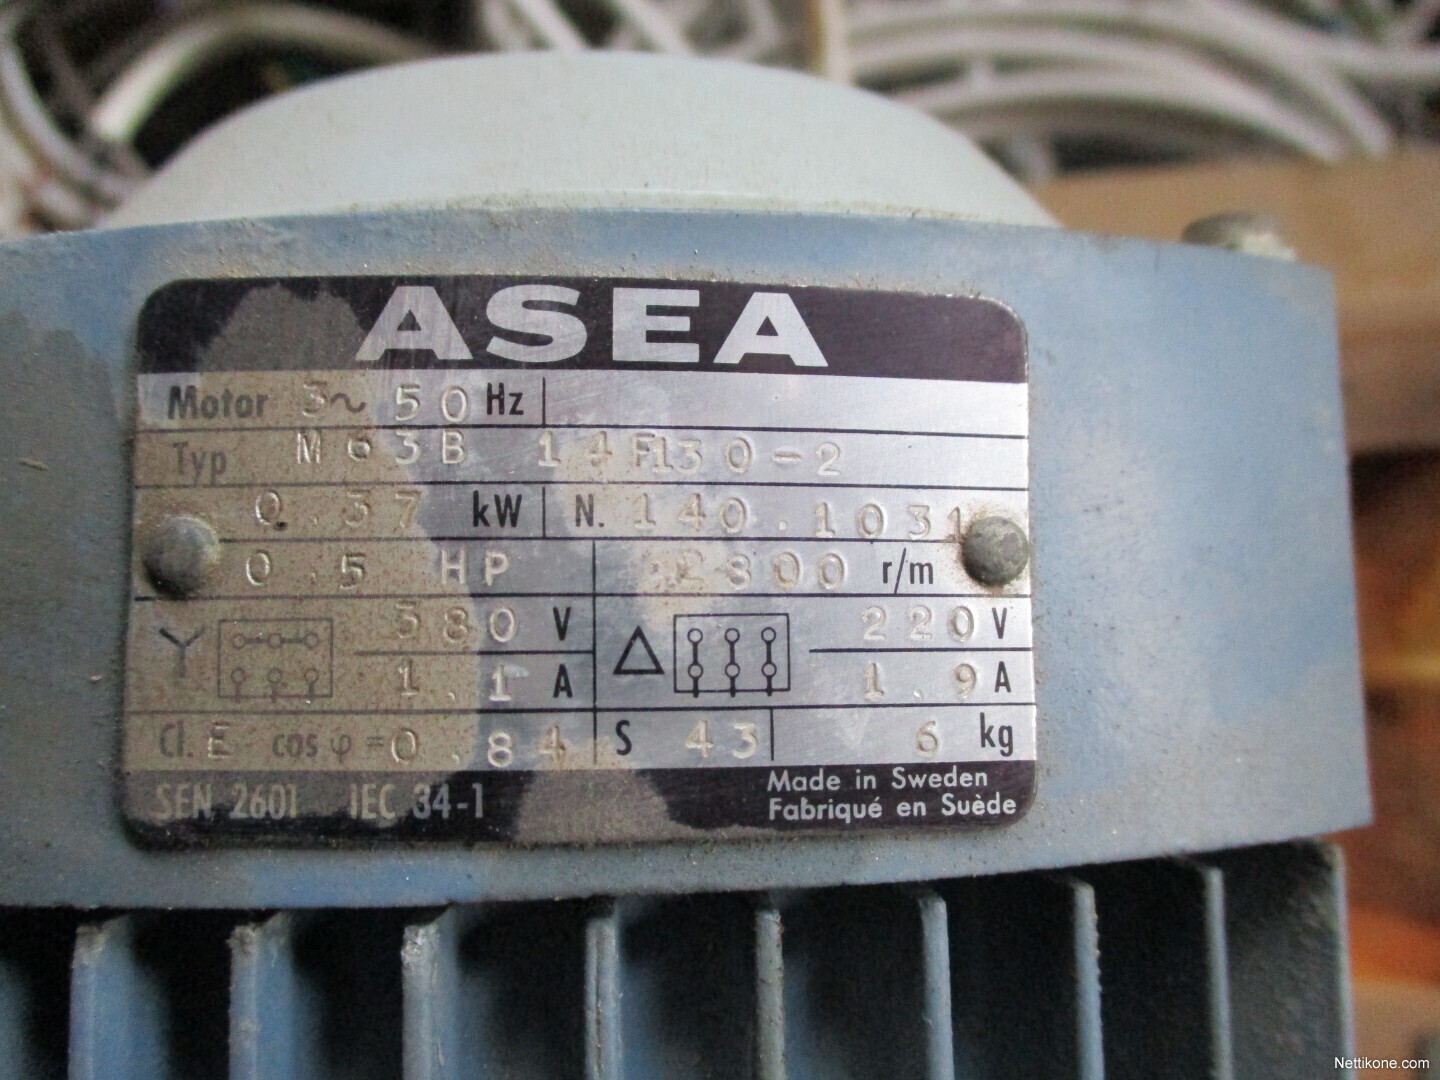 ASEA
Motor 3~ 50 Hz
Typ M63B 14F130-2
0.37 kW N. 140.1031
0.5 HP 2800 r/m
Y 380 V △ 220 V
1.1 A 1.9 A
Cl. E cos φ = 0.84 S 43 6 kg
SEN 2601 IEC 34-1 Made in Sweden
Fabriqué en Suède
Nettikone.com